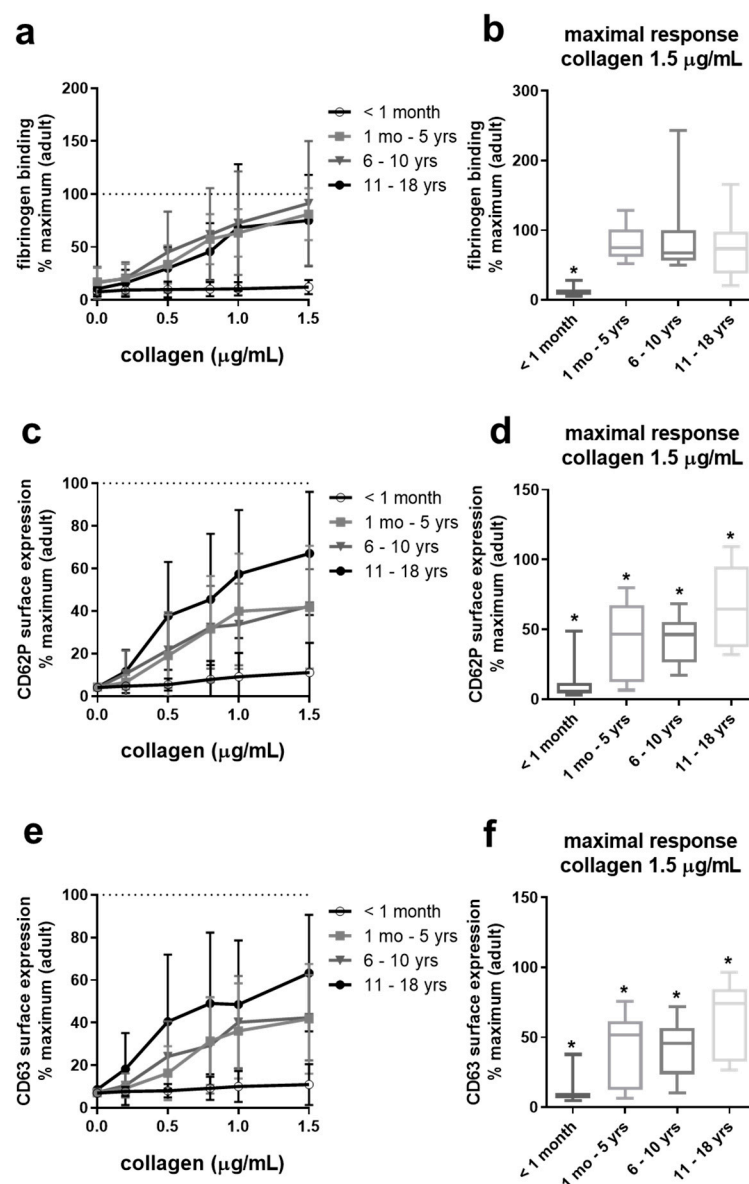 a
fibrinogen binding
% maximum (adult)
200
150
100
50
0
0.0 0.5 1.0 1.5
collagen (μg/mL)
< 1 month
1 mo - 5 yrs
6 - 10 yrs
11 - 18 yrs
b
maximal response
collagen 1.5 μg/mL
fibrinogen binding
% maximum (adult)
300
200
100
0
*
< 1 month
1 mo - 5 yrs
6 - 10 yrs
11 - 18 yrs
c
CD62P surface expression
% maximum (adult)
100
80
60
40
20
0
0.0 0.5 1.0 1.5
collagen (μg/mL)
< 1 month
1 mo - 5 yrs
6 - 10 yrs
11 - 18 yrs
d
maximal response
collagen 1.5 μg/mL
CD62P surface expression
% maximum (adult)
150
100
50
0
* * * *
< 1 month
1 mo - 5 yrs
6 - 10 yrs
11 - 18 yrs
e
CD63 surface expression
% maximum (adult)
100
80
60
40
20
0
0.0 0.5 1.0 1.5
collagen (μg/mL)
< 1 month
1 mo - 5 yrs
6 - 10 yrs
11 - 18 yrs
f
maximal response
collagen 1.5 μg/mL
CD63 surface expression
% maximum (adult)
150
100
50
0
* * * *
< 1 month
1 mo - 5 yrs
6 - 10 yrs
11 - 18 yrs